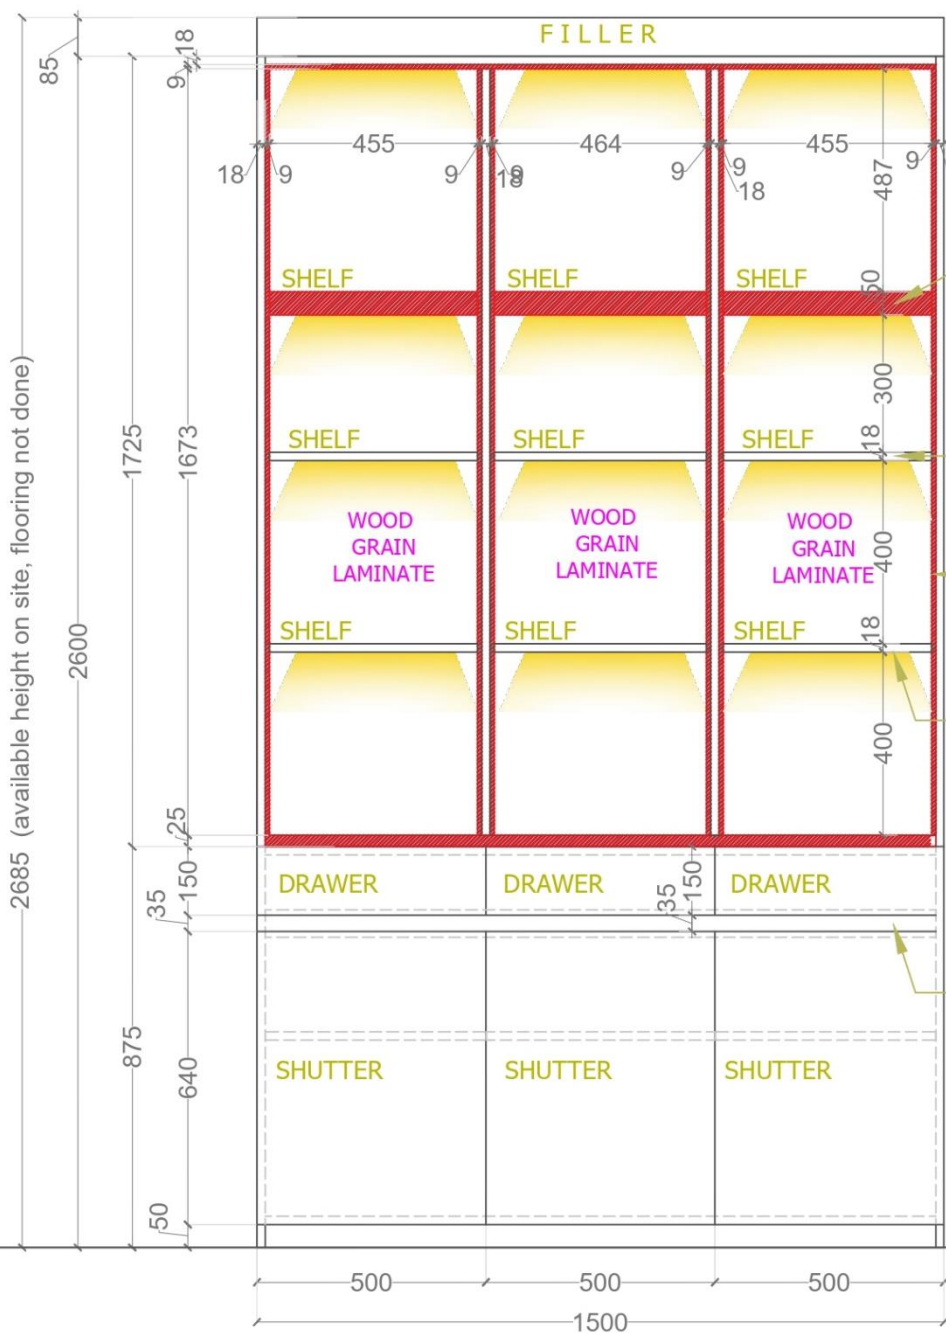 FILLER
85
18
9
455
464
455
18
9
9
18
9
9
18
9
487
SHELF
SHELF
SHELF
50
300
SHELF
SHELF
SHELF
18
2685 (available height on site, flooring not done)
2600
1725
1673
WOOD
GRAIN
LAMINATE
WOOD
GRAIN
LAMINATE
WOOD
GRAIN
LAMINATE
400
SHELF
SHELF
SHELF
18
400
25
150
35
DRAWER
DRAWER
DRAWER
150
35
875
640
SHUTTER
SHUTTER
SHUTTER
50
500
500
500
1500